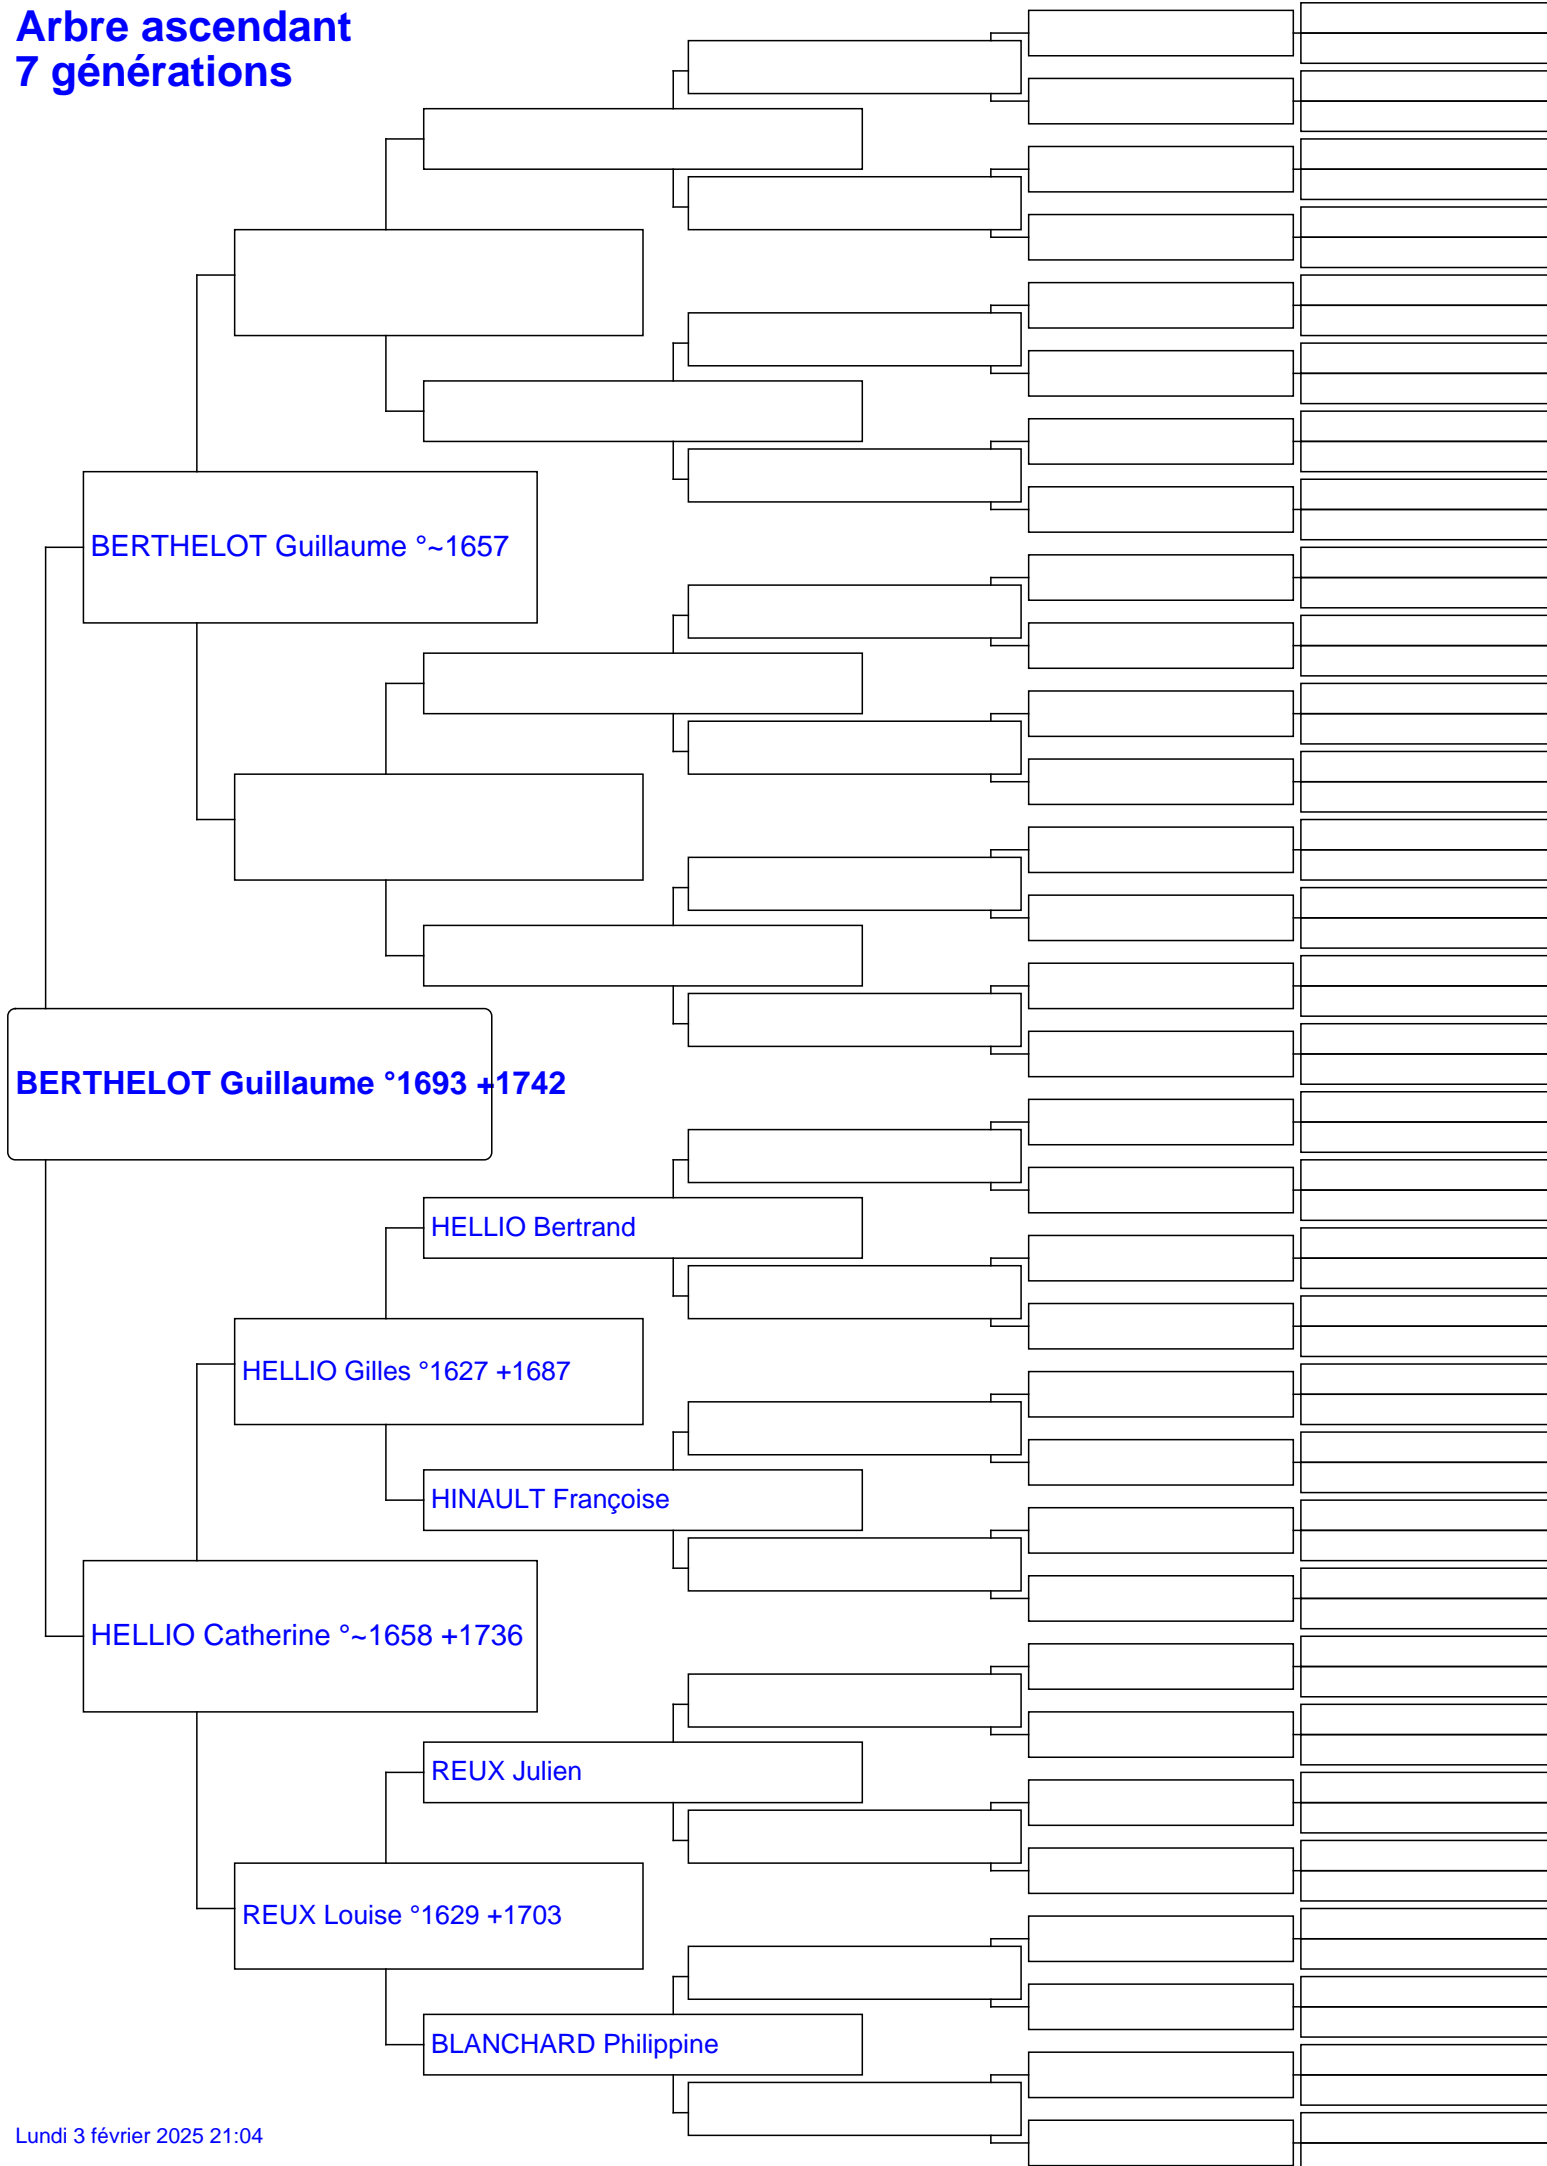 Arbre ascendant
7 générations
BERTHELOT Guillaume °~1657
BERTHELOT Guillaume °1693 +1742
HELLIO Bertrand
HELLIO Gilles °1627 +1687
HINAULT Françoise
HELLIO Catherine °~1658 +1736
REUX Julien
REUX Louise °1629 +1703
BLANCHARD Philippine
Lundi 3 février 2025 21:04